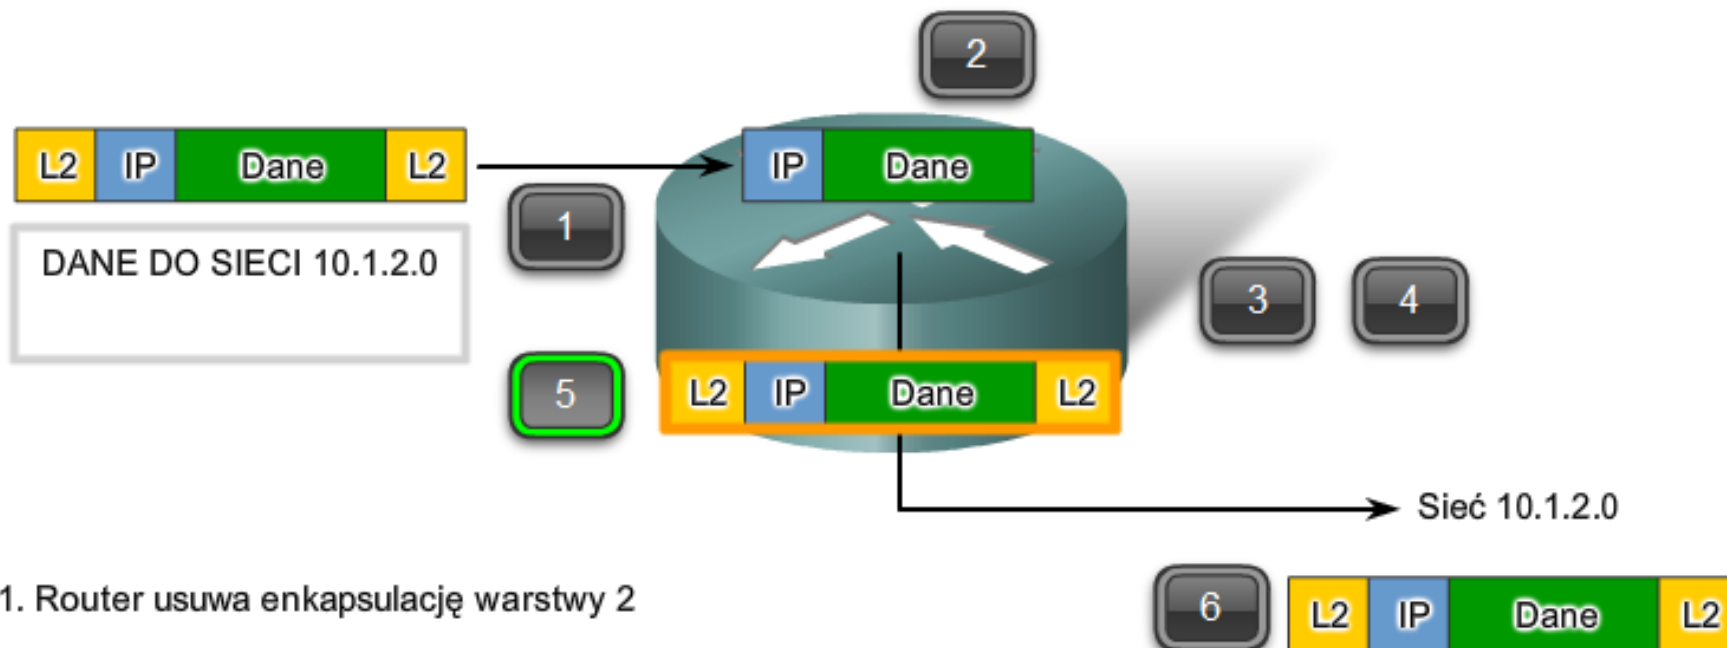 2
L2 IP Dane L2
IP Dane
1
DANE DO SIECI 10.1.2.0
3 4
5
L2 IP Dane L2
Sieć 10.1.2.0
1. Router usuwa enkapsulację warstwy 2
6
L2 IP Dane L2